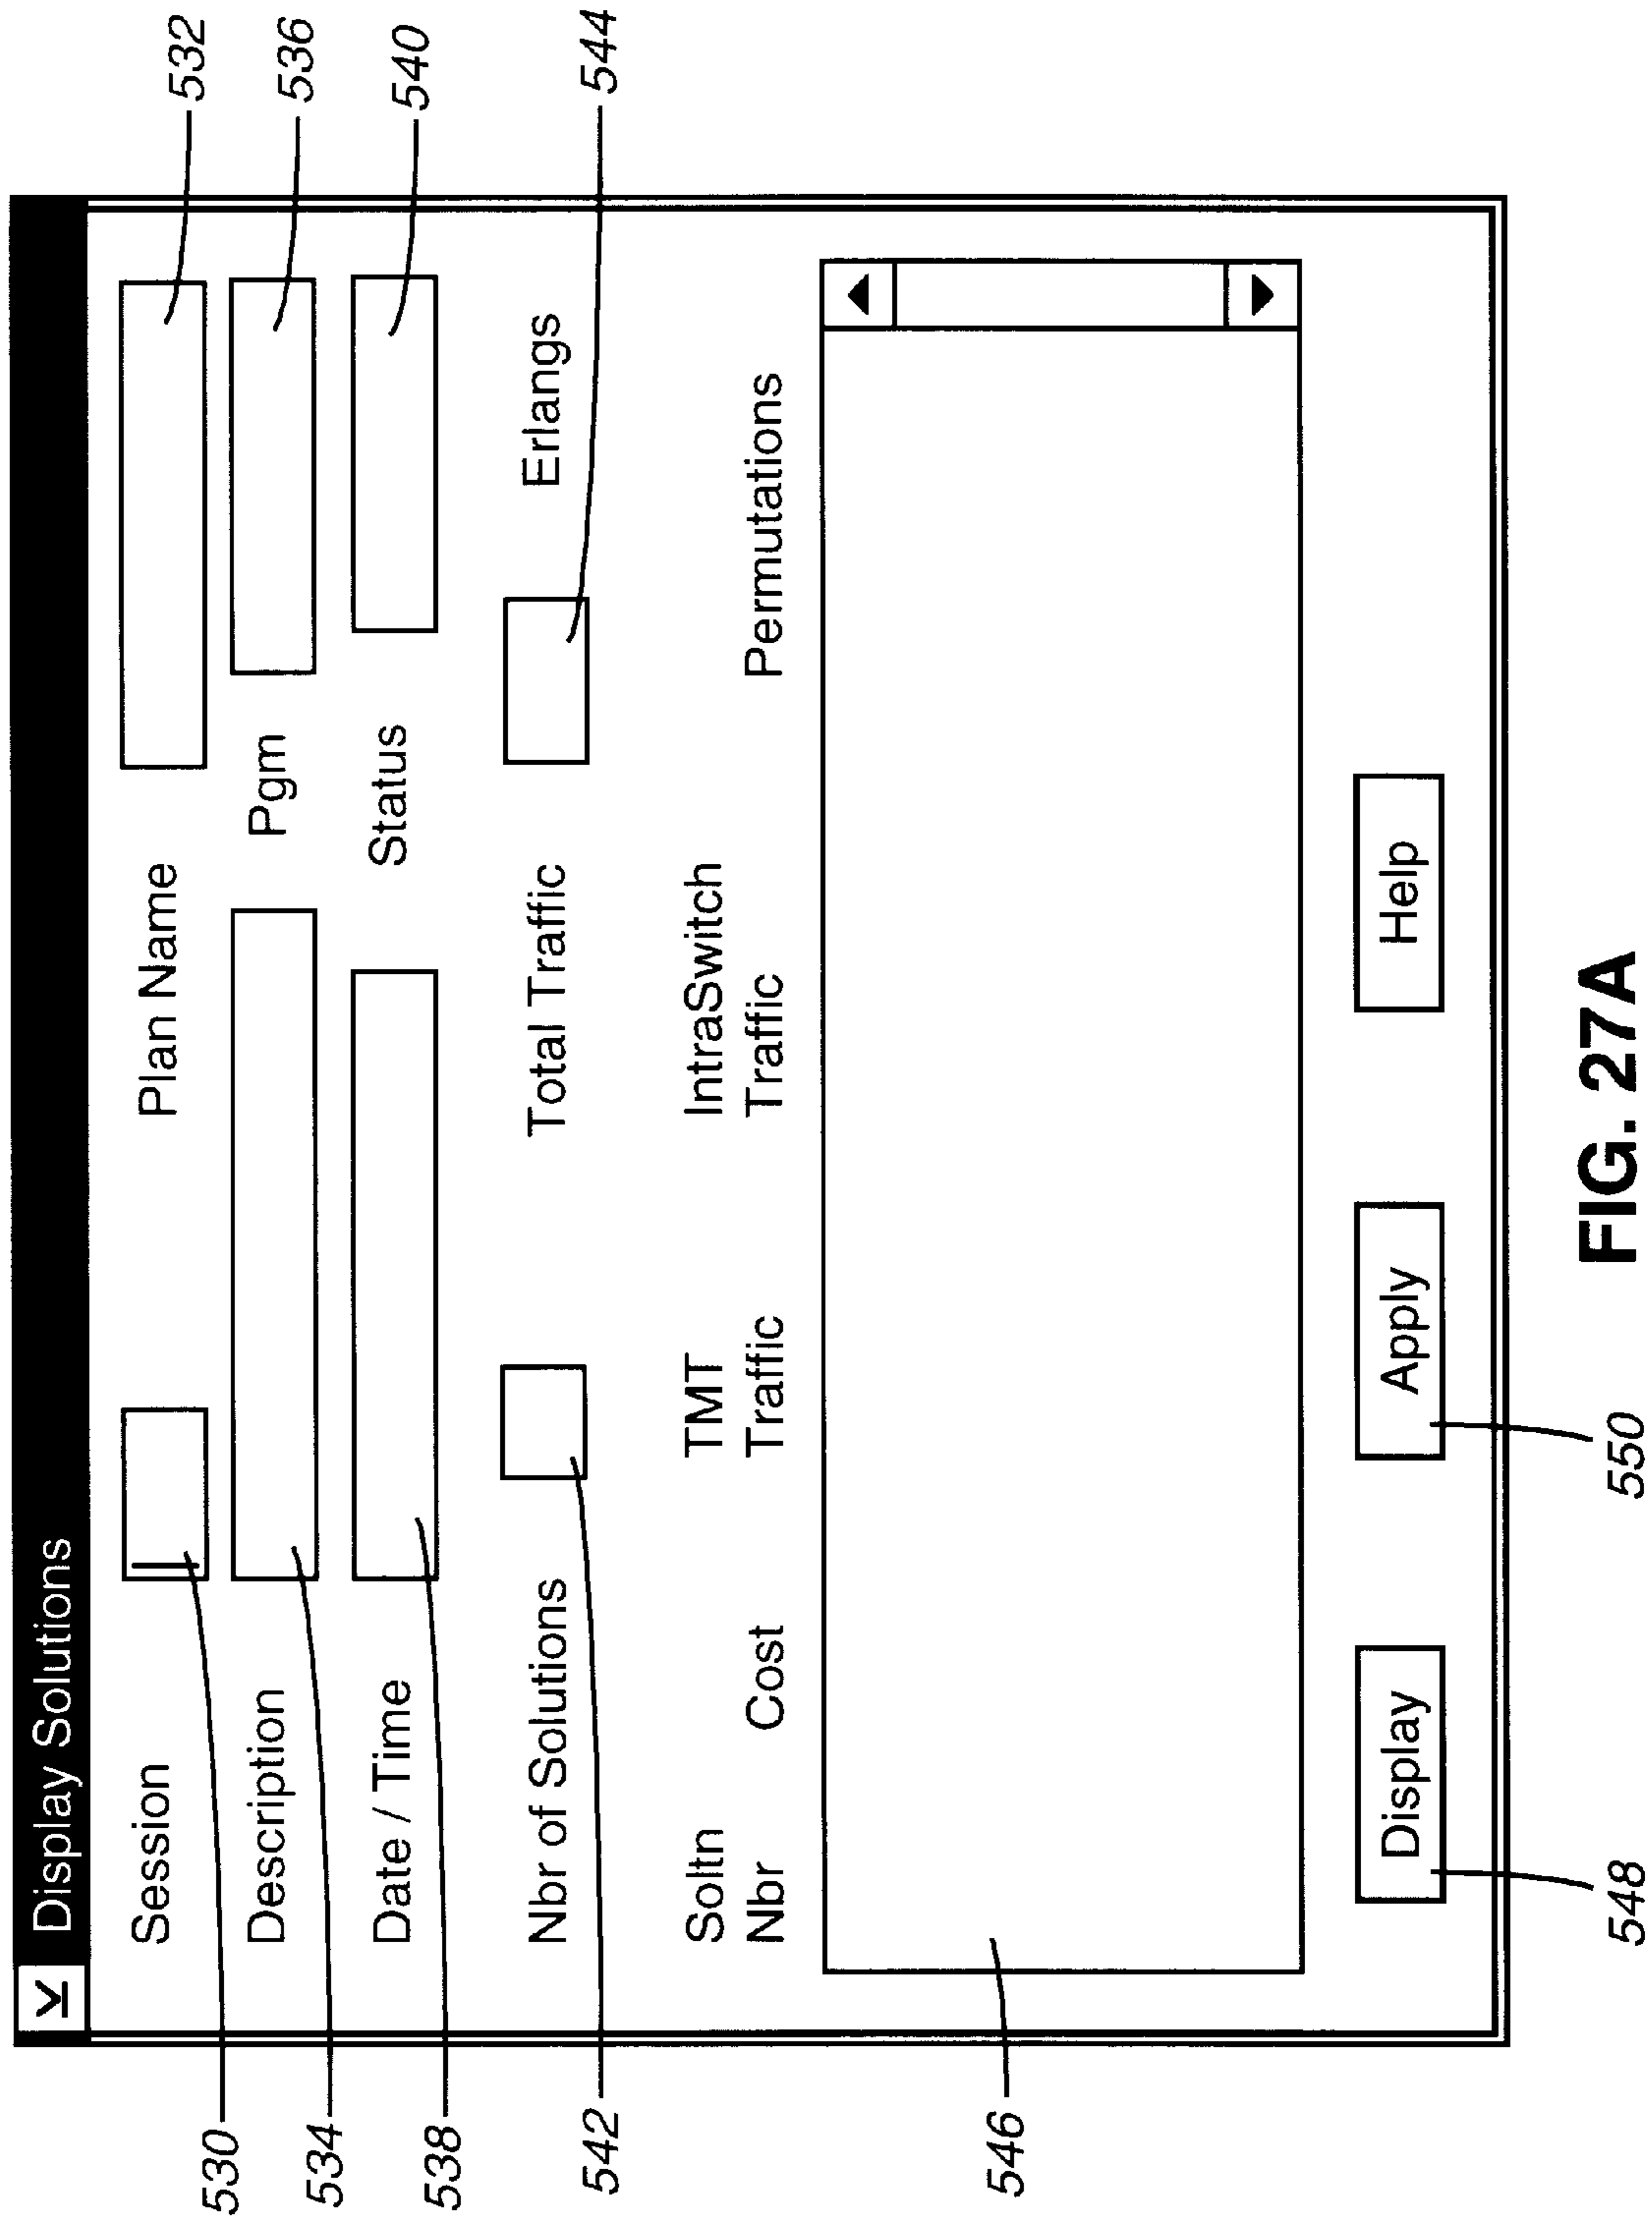 Display Solutions
Session Plan Name 532
530
Description Pgm 536
534
Date / Time Status 540
538
Nbr of Solutions Total Traffic Erlangs 544
542
Soltn TMT IntraSwitch
Nbr Cost Traffic Traffic Permutations
546
Display Apply Help
548 550
FIG. 27A